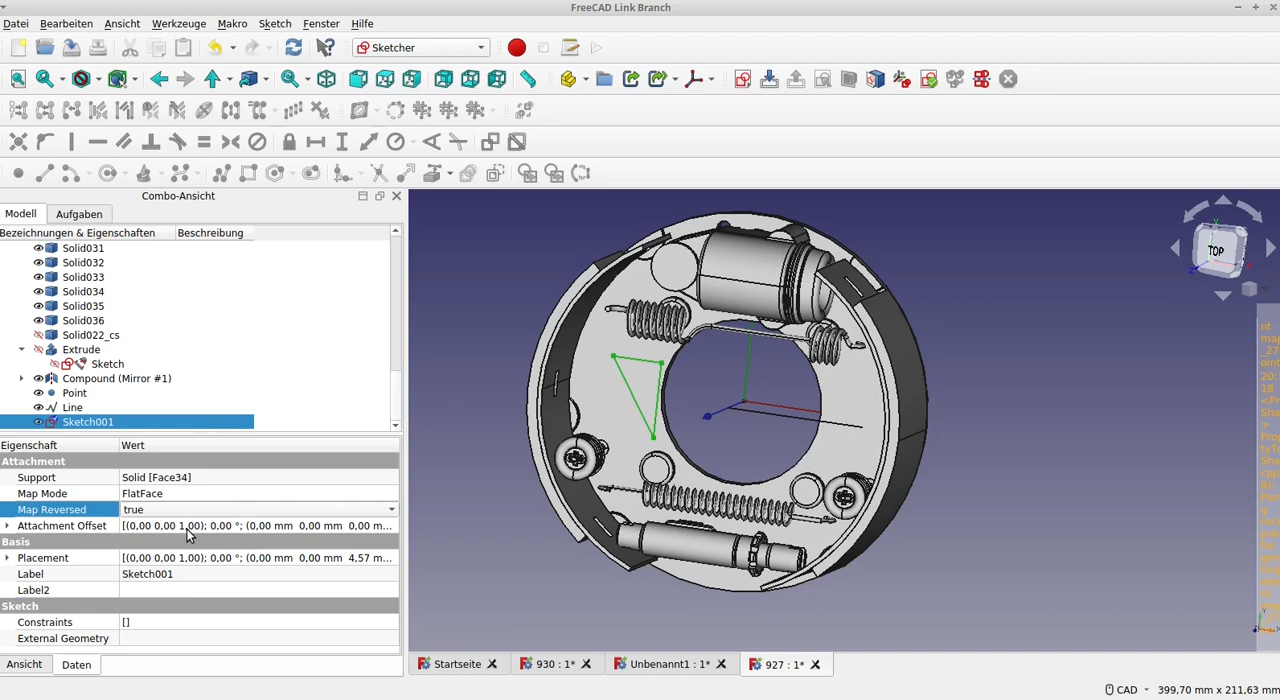 FreeCAD Link Branch
Datei Bearbeiten Ansicht Werkzeuge Makro Sketch Fenster Hilfe
Sketcher
Combo-Ansicht
Modell Aufgaben
Bezeichnungen & Eigenschaften Beschreibung
Solid031
Solid032
Solid033
Solid034
Solid035
Solid036
Solid022_cs
Extrude
Sketch
Compound (Mirror #1)
Point
Line
Sketch001
Eigenschaft Wert
Attachment
Support Solid [Face34]
Map Mode FlatFace
Map Reversed true
Attachment Offset [(0,00 0,00 1,00); 0,00 °; (0,00 mm 0,00 mm 0,00 m...
Basis
Placement [(0,00 0,00 1,00); 0,00 °; (0,00 mm 0,00 mm 4,57 m...
Label Sketch001
Label2
Sketch
Constraints []
External Geometry
Ansicht Daten
TOP
Startseite 930 : 1* Unbenannt1 : 1* 927 : 1*
CAD 399,70 mm x 211,63 mm